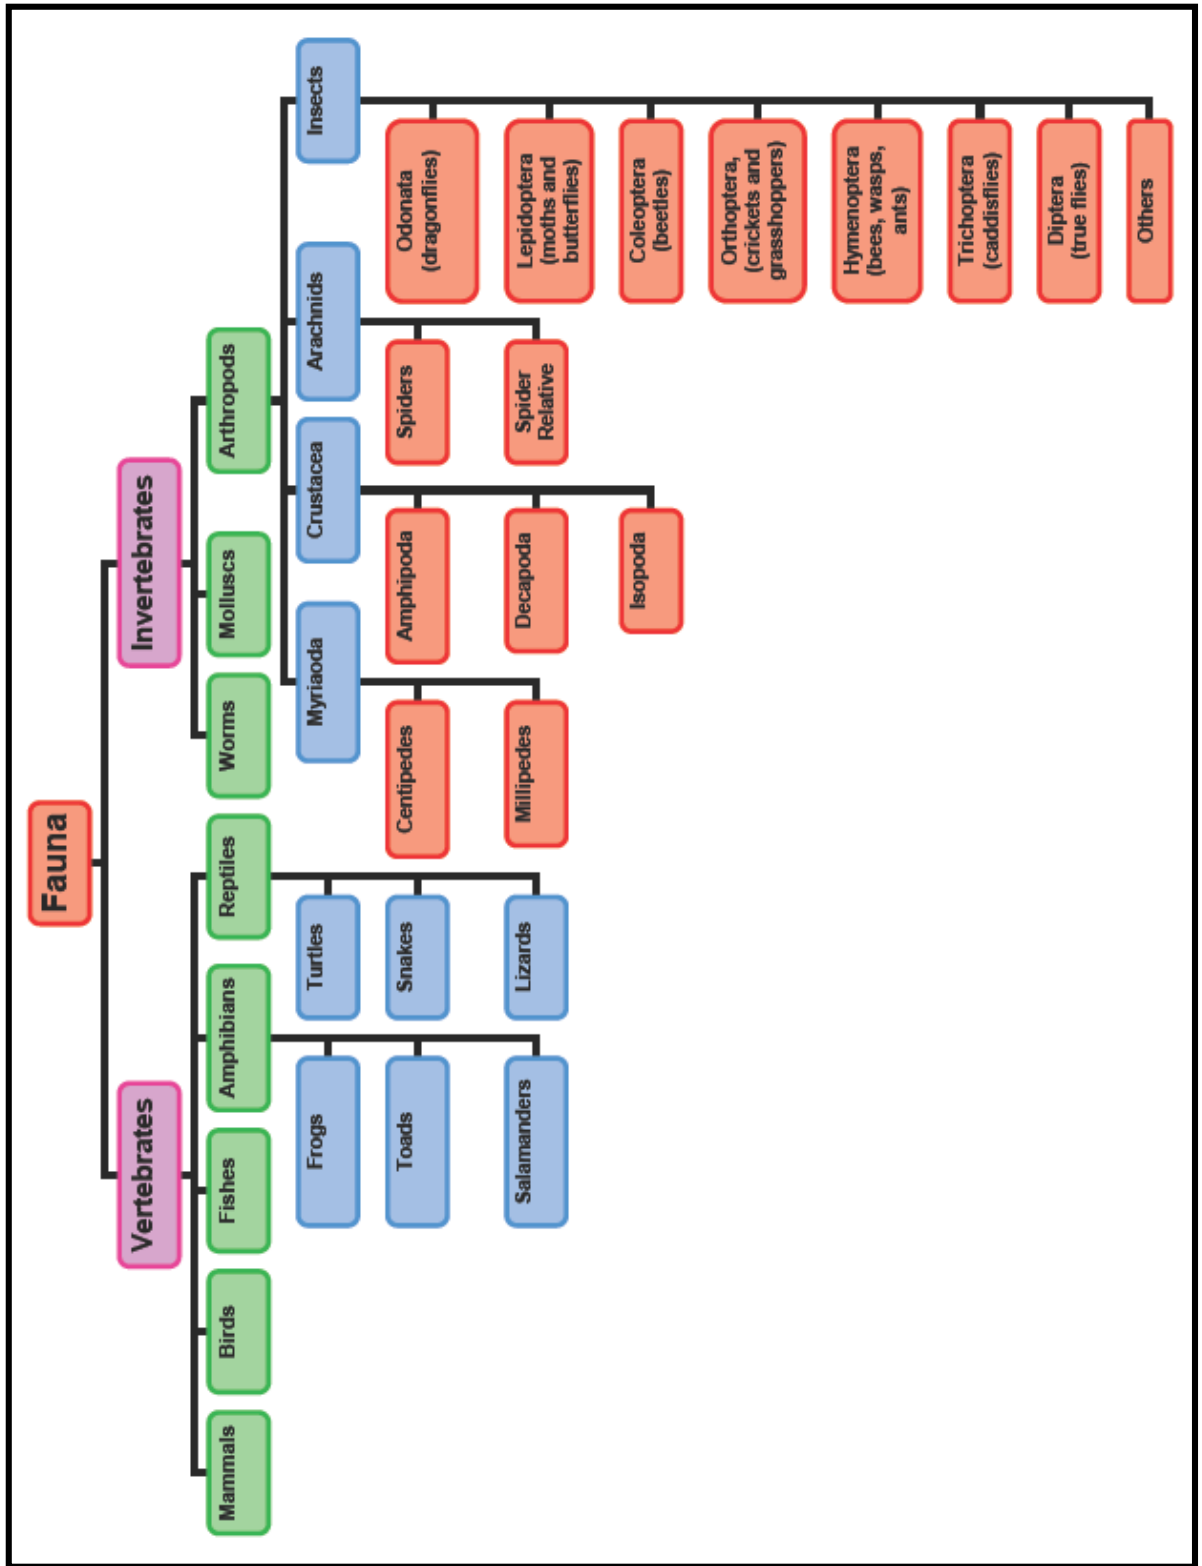 Fauna
Vertebrates
Invertebrates
Mammals
Birds
Fishes
Amphibians
Reptiles
Worms
Molluscs
Arthropods
Frogs
Toads
Salamanders
Turtles
Snakes
Lizards
Myriaoda
Crustacea
Arachnids
Insects
Centipedes
Millipedes
Amphipoda
Decapoda
Isopoda
Spiders
Spider
Relative
Odonata
(dragonflies)
Lepidoptera
(moths and
butterflies)
Coleoptera
(beetles)
Orthoptera,
(crickets and
grasshoppers)
Hymenoptera
(bees, wasps,
ants)
Trichoptera
(caddisflies)
Diptera
(true flies)
Others